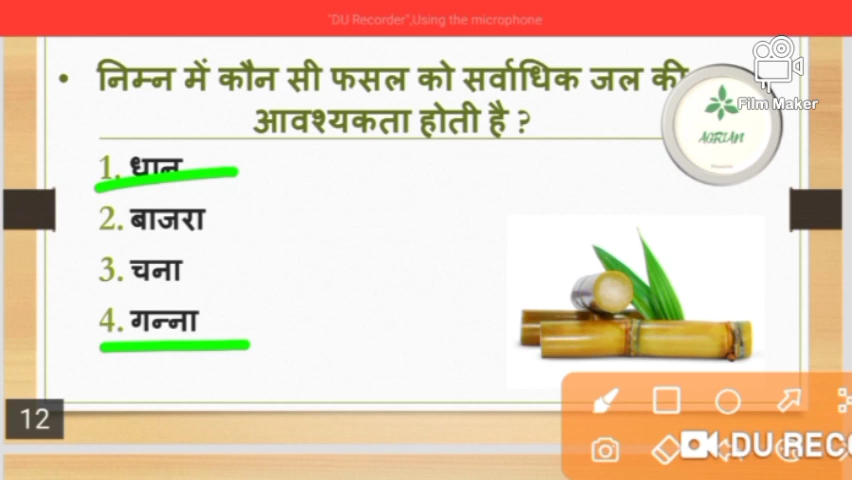 "DU Recorder",Using the microphone
• निम्न में कौन सी फसल को सर्वाधिक जल की
आवश्यकता होती है ?
Film Maker
AGRIAN
1. धान
2. बाजरा
3. चना
4. गन्ना
12
DU RECO